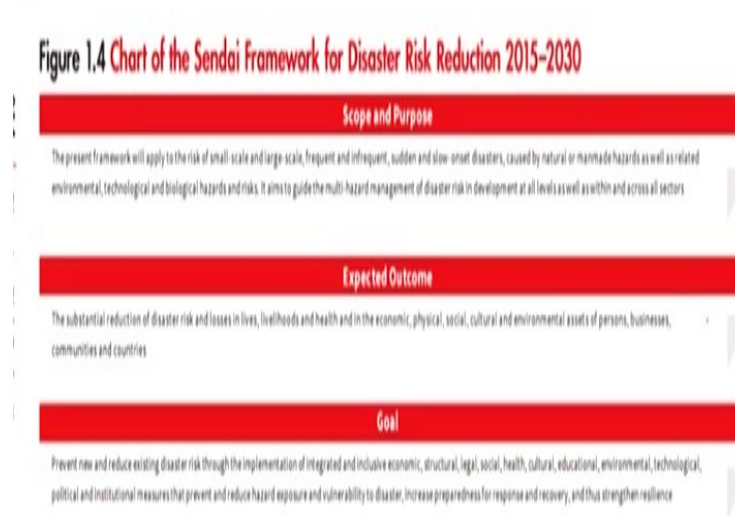 Figure 1.4 Chart of the Sendai Framework for Disaster Risk Reduction 2015–2030
Scope and Purpose
The present framework will apply to the risk of small-scale and large-scale, frequent and infrequent, sudden and slow-onset disasters, caused by natural or manmade hazards as well as related
environmental, technological and biological hazards and risks. It aims to guide the multi-hazard management of disaster risk in development at all levels as well as within and across all sectors
Expected Outcome
The substantial reduction of disaster risk and losses in lives, livelihoods and health and in the economic, physical, social, cultural and environmental assets of persons, businesses,
communities and countries
Goal
Prevent new and reduce existing disaster risk through the implementation of integrated and inclusive economic, structural, legal, social, health, cultural, educational, environmental, technological,
political and institutional measures that prevent and reduce hazard exposure and vulnerability to disaster, increase preparedness for response and recovery, and thus strengthen resilience